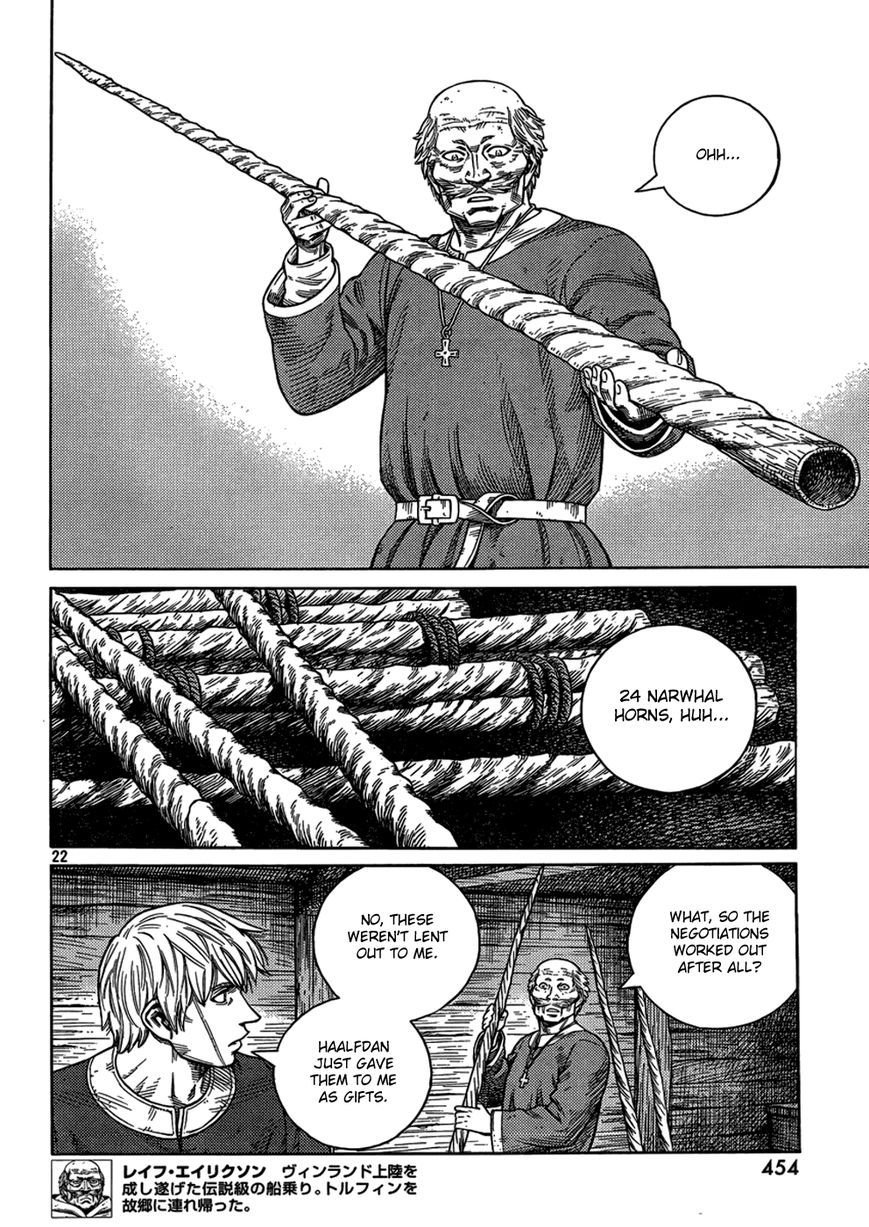 OHH...
24 NARWHAL
HORNS, HUH...
22
WHAT, SO THE
NEGOTIATIONS
WORKED OUT
AFTER ALL?
NO, THESE
WEREN'T LENT
OUT TO ME.
HAALFDAN
JUST GAVE
THEM TO ME
AS GIFTS.
454
レイフ・エイリクソン ヴィンランド上陸を
成し遂げた伝説級の船乗り。トルフィンを
故郷に連れ帰った。